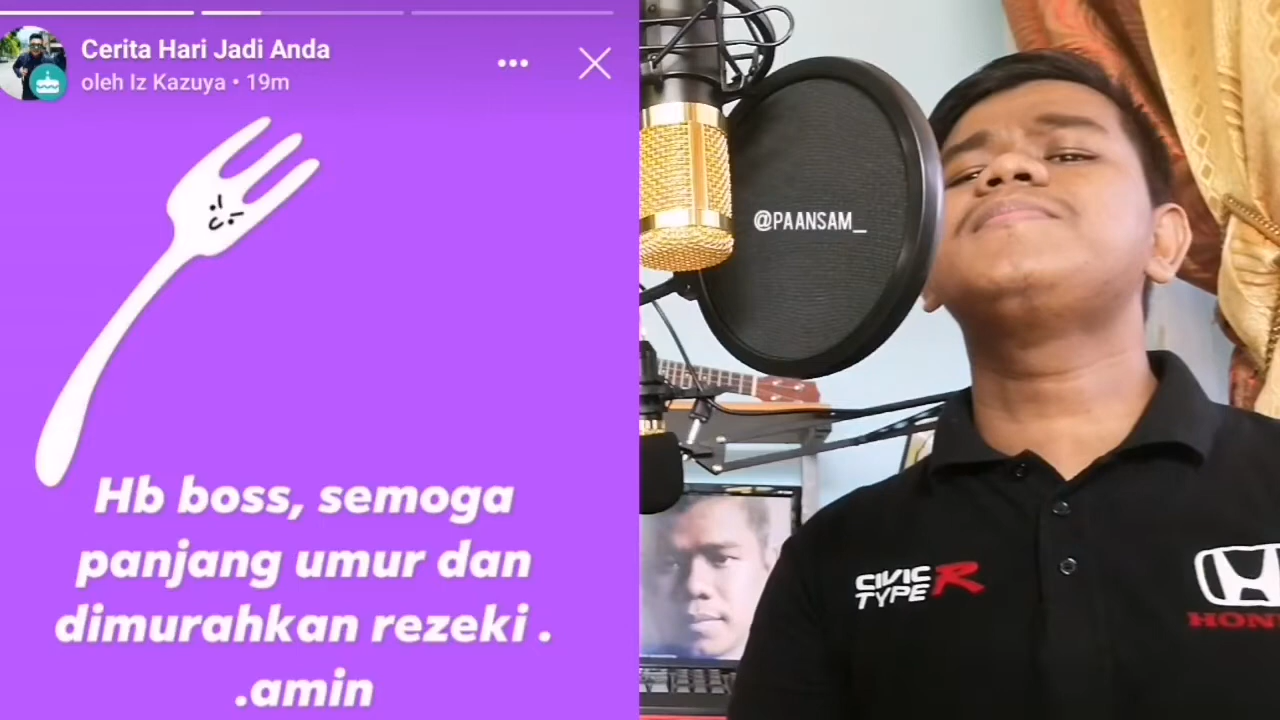 Cerita Hari Jadi Anda
oleh Iz Kazuya • 19m
Hb boss, semoga
panjang umur dan
dimurahkan rezeki .
.amin
@PAANSAM_
CIVIC
TYPE R
HON